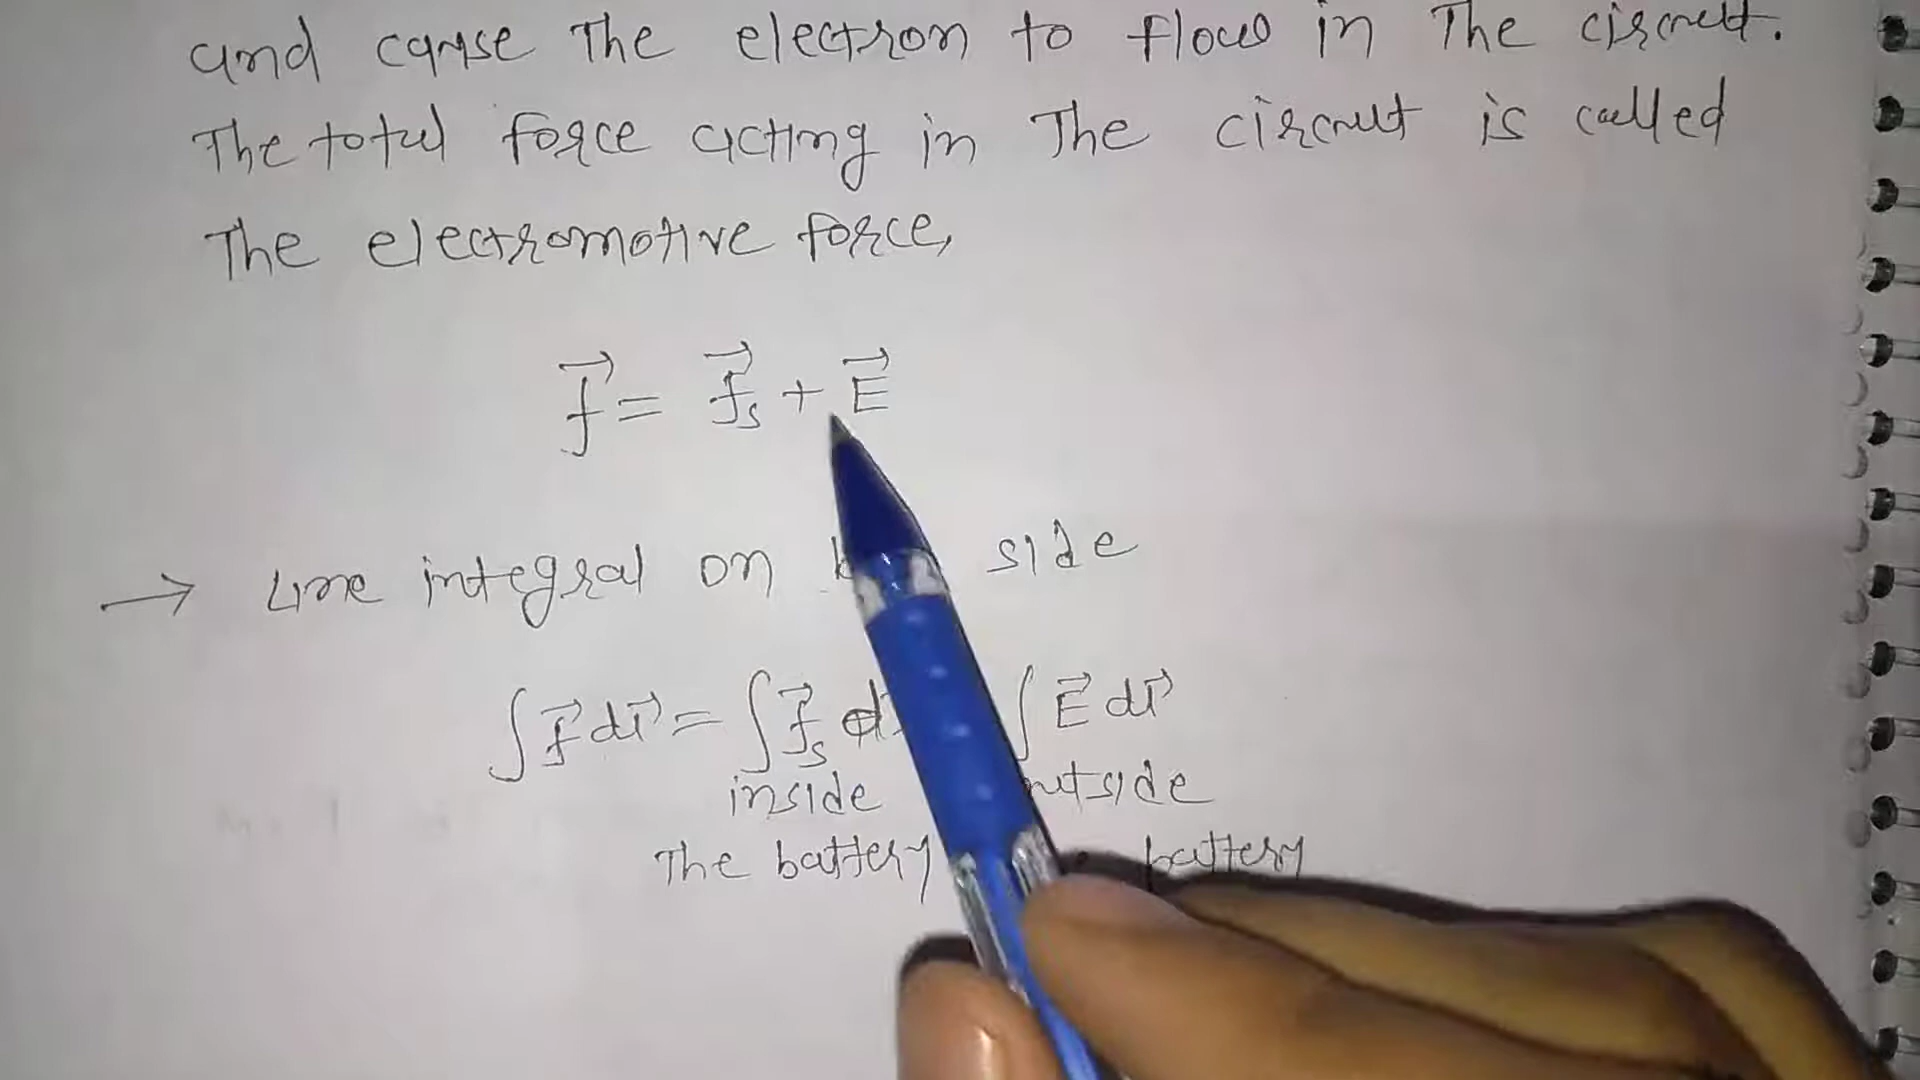 and cause The electron to flow in The circuit.
The total force acting in The circuit is called
The electromotive force,
f⃗ = f⃗s + E⃗
→ Line integral on side
∫ f⃗ dl⃗ = ∫ f⃗s d ∫ E⃗ dl⃗
inside
The battery battery